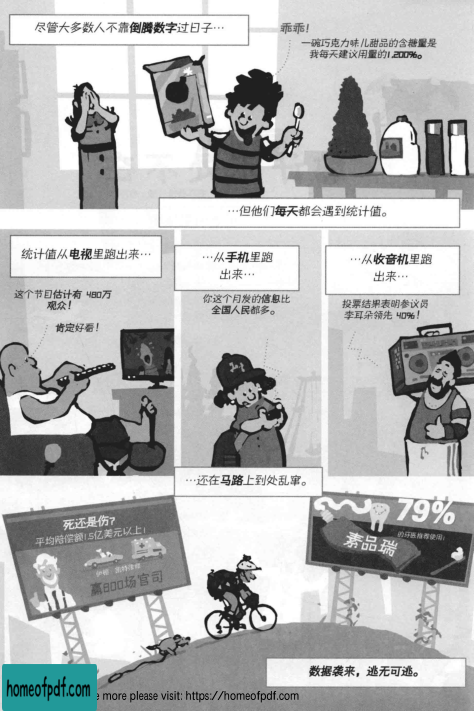 尽管大多数人不靠倒腾数字过日子…
乖乖！
一碗巧克力味儿甜品的含糖量是
我每天建议用量的1,200%。
…但他们每天都会遇到统计值。
统计值从电视里跑出来…
这个节目估计有 480万
观众！
肯定好看！
…从手机里跑
出来…
你这个月发的信息比
全国人民都多。
…从收音机里跑
出来…
投票结果表明参议员
李耳朵领先 40%！
…还在马路上到处乱窜。
死还是伤？
平均赔偿额1.5亿美元以上！
赢800场官司
79%
的牙医推荐使用！
素品瑞
数据袭来，逃无可逃。
homeofpdf.com
e more please visit: https://homeofpdf.com